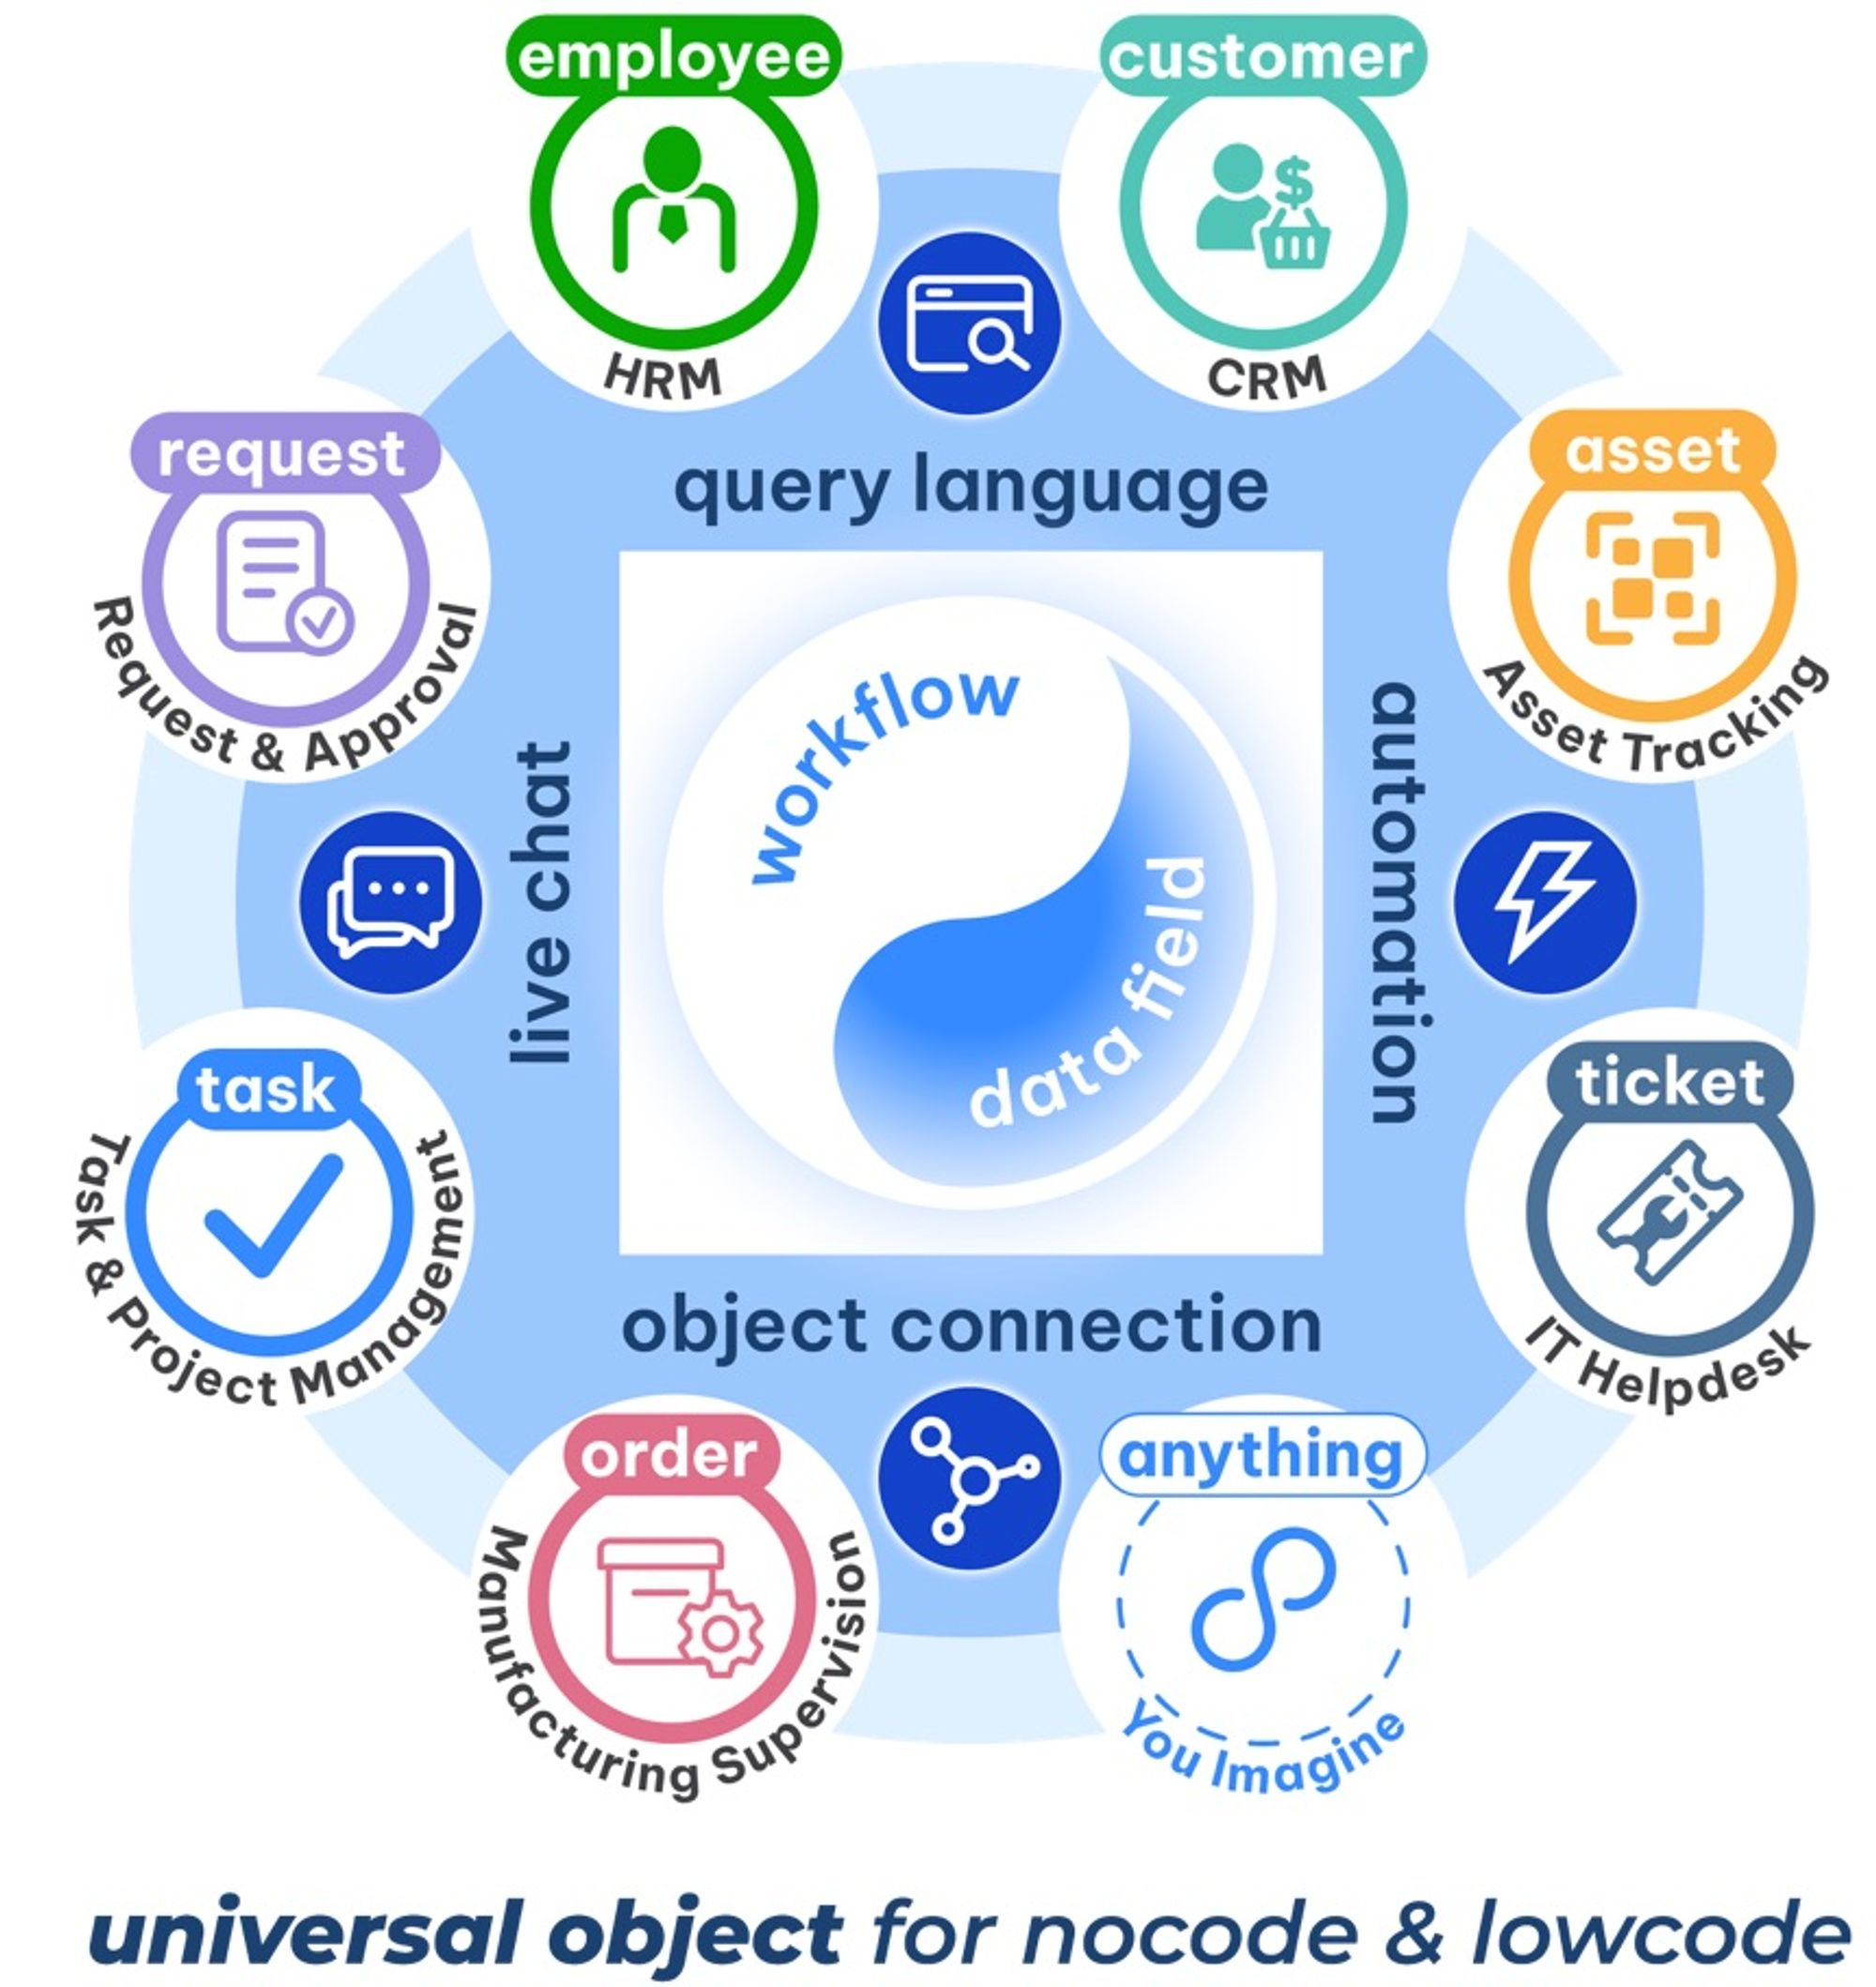 employee
HRM
customer
CRM
request
Request & Approval
asset
Asset Tracking
query language
workflow
data field
live chat
automation
task
Task & Project Management
ticket
IT Helpdesk
object connection
order
Manufacturing Supervision
anything
You Imagine
universal object for nocode & lowcode